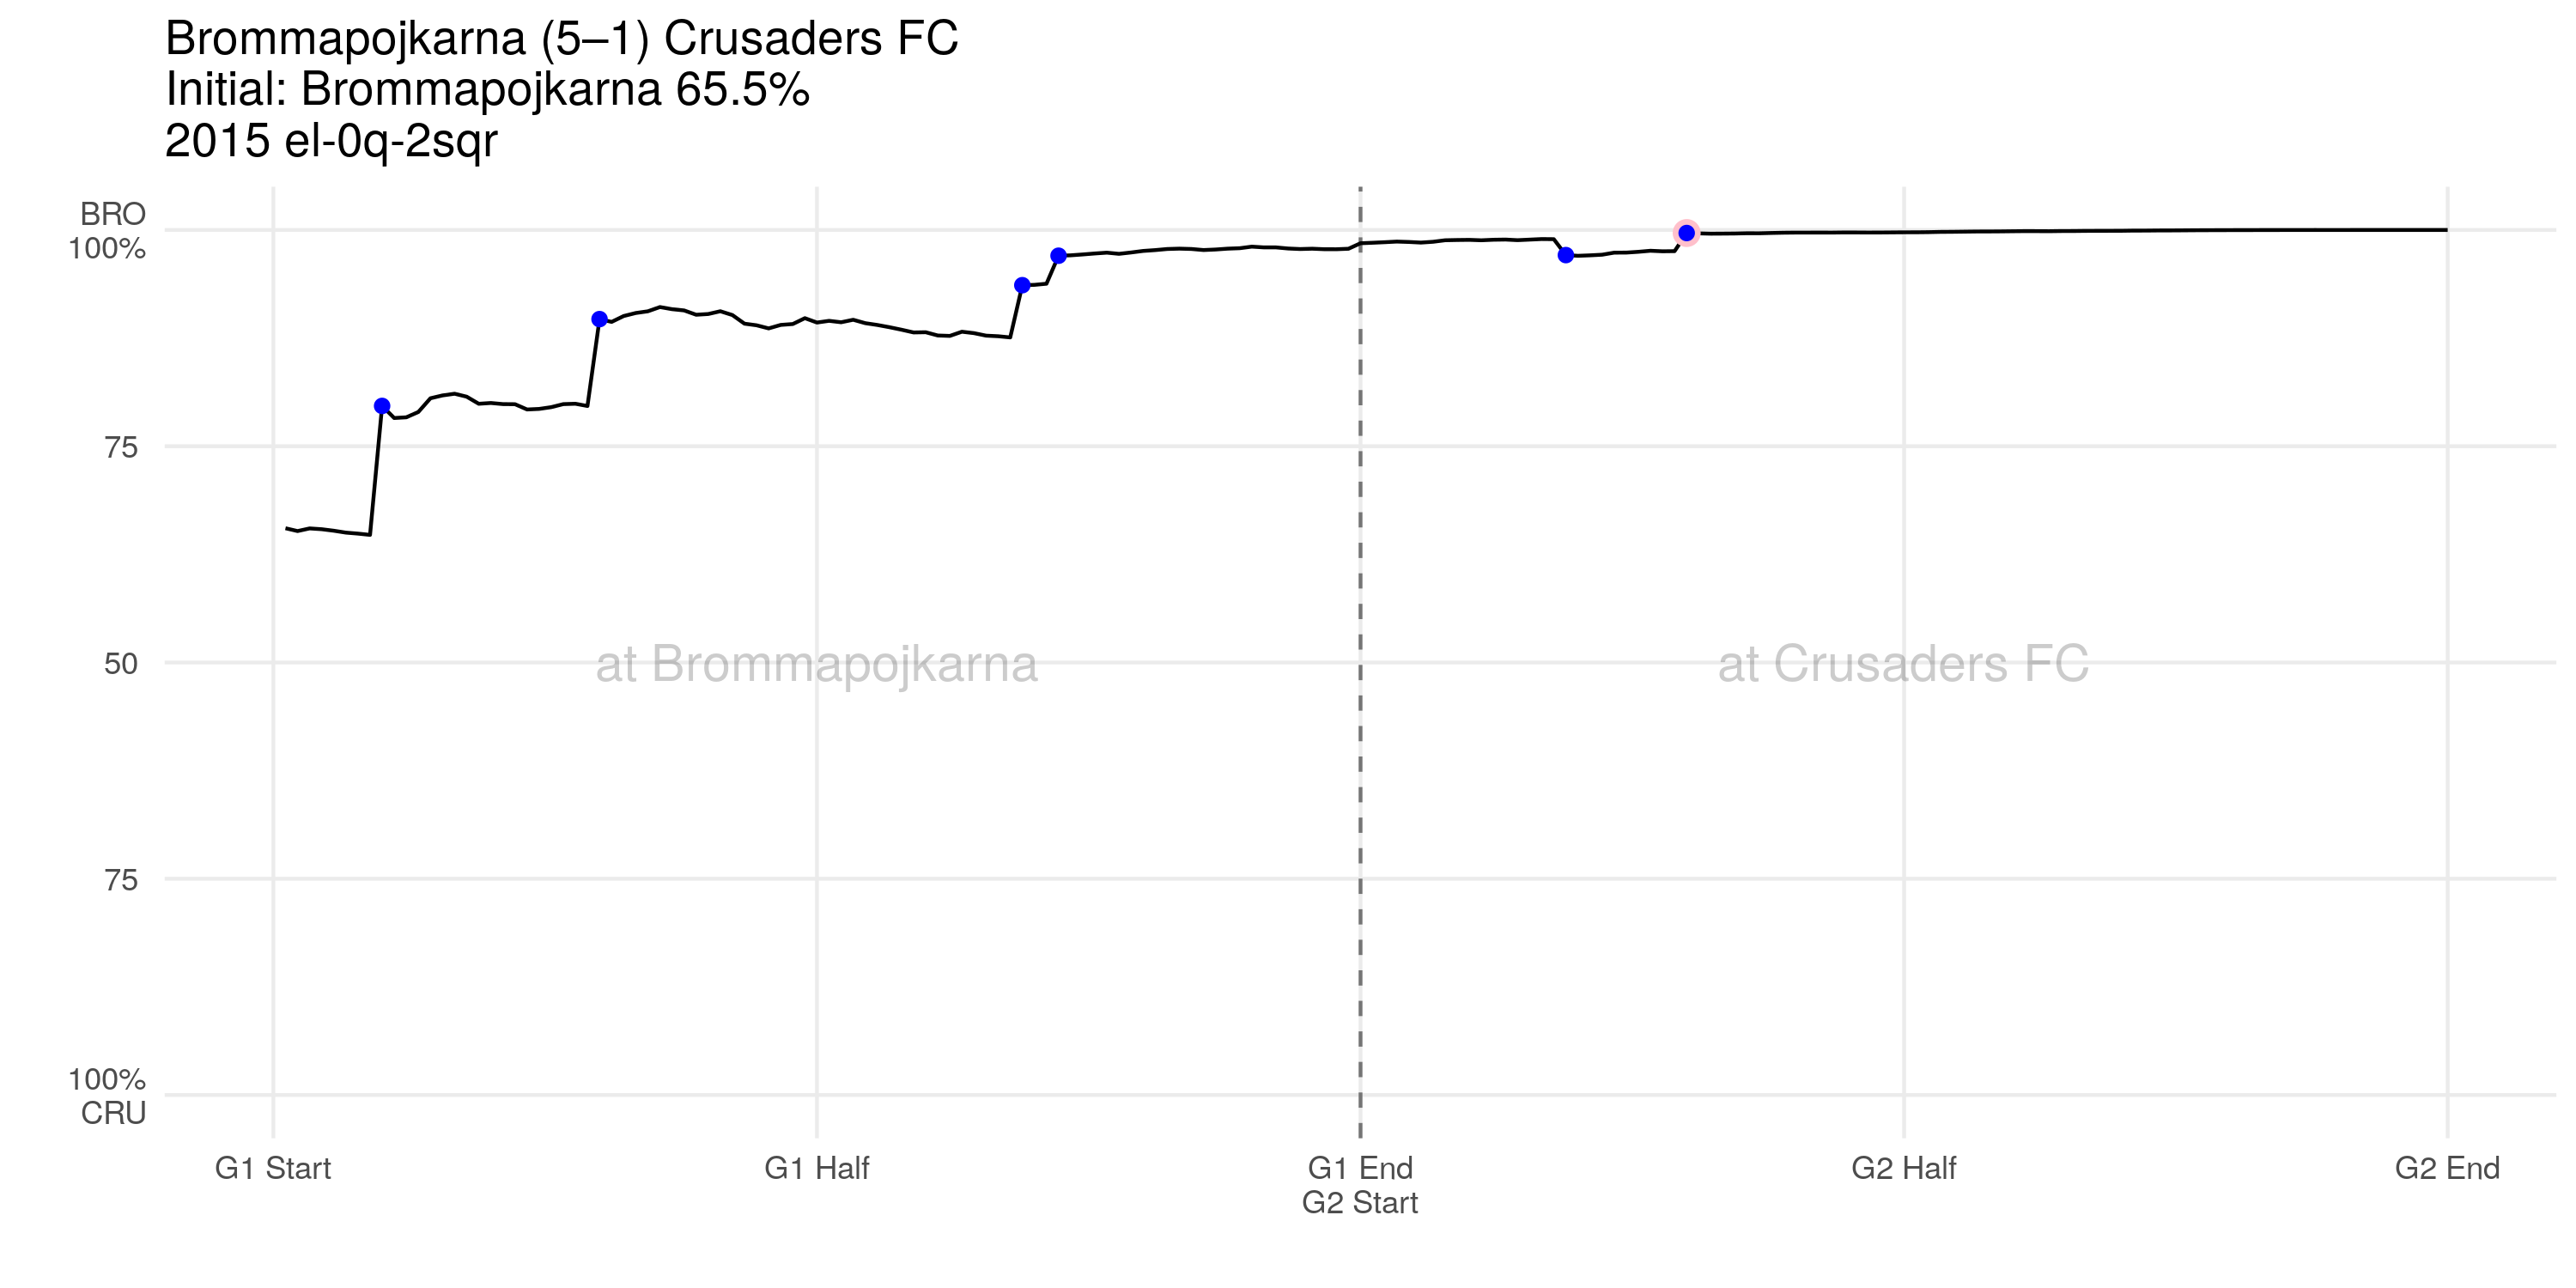 Brommapojkarna (5–1) Crusaders FC
Initial: Brommapojkarna 65.5%
2015 el-0q-2sqr
BRO
100%
75
50
75
100%
CRU
at Brommapojkarna
at Crusaders FC
G1 Start
G1 Half
G1 End
G2 Start
G2 Half
G2 End